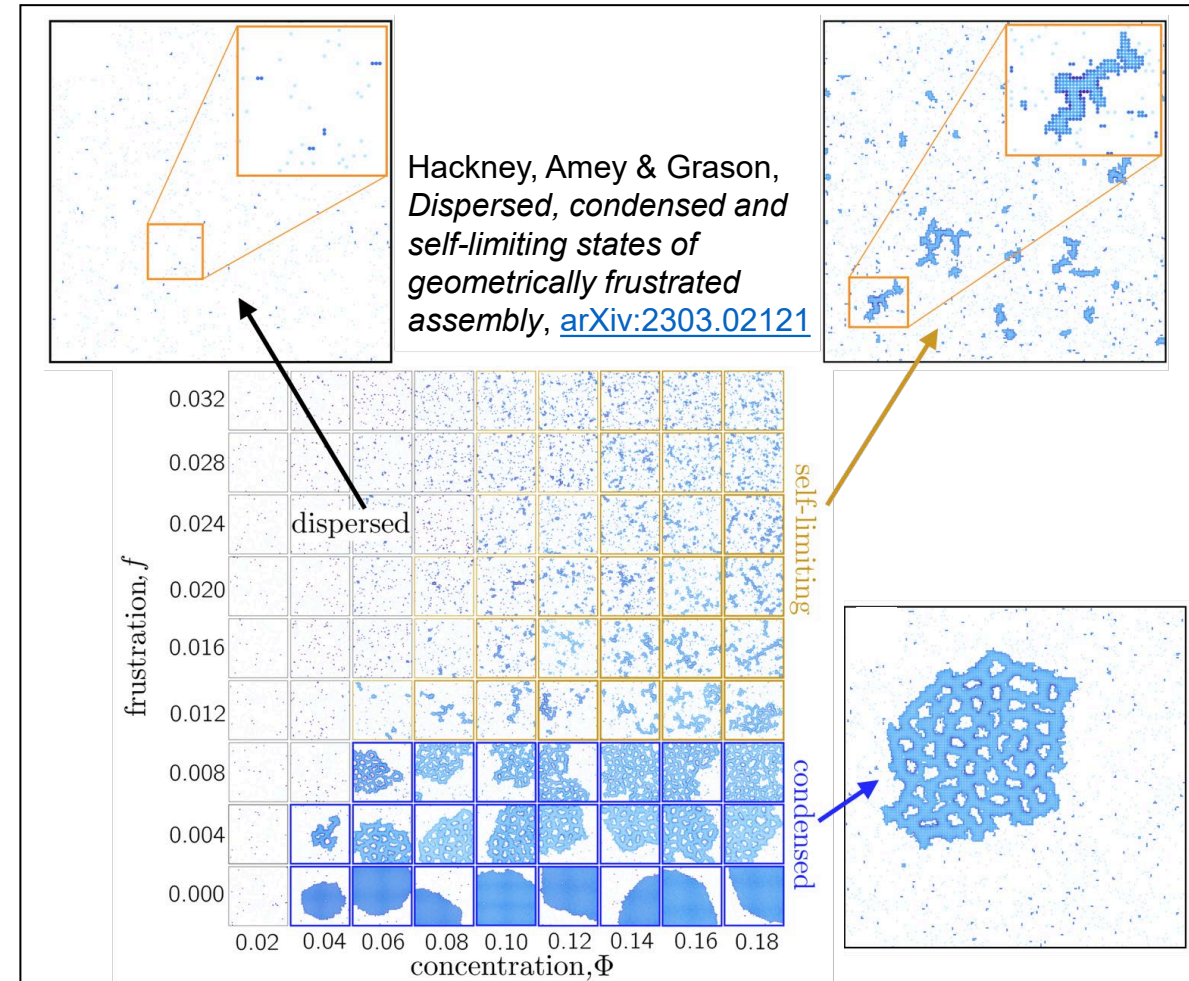 Hackney, Amey & Grason,
Dispersed, condensed and
self-limiting states of
geometrically frustrated
assembly, arXiv:2303.02121
frustration, f
0.032
0.028
0.024
0.020
0.016
0.012
0.008
0.004
0.000
dispersed
self-limiting
condensed
0.02 0.04 0.06 0.08 0.10 0.12 0.14 0.16 0.18
concentration,Φ